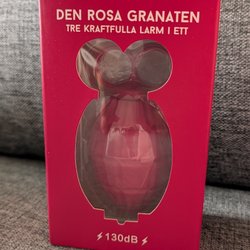 DEN ROSA GRANATEN
TRE KRAFTFULLA LARM I ETT
130dB